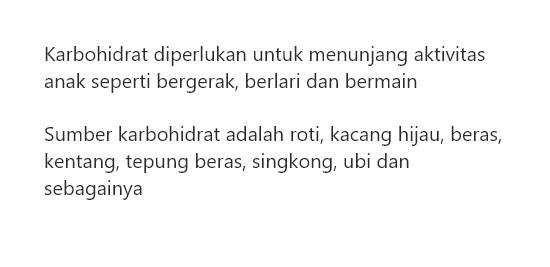 Karbohidrat diperlukan untuk menunjang aktivitas
anak seperti bergerak, berlari dan bermain
Sumber karbohidrat adalah roti, kacang hijau, beras,
kentang, tepung beras, singkong, ubi dan
sebagainya